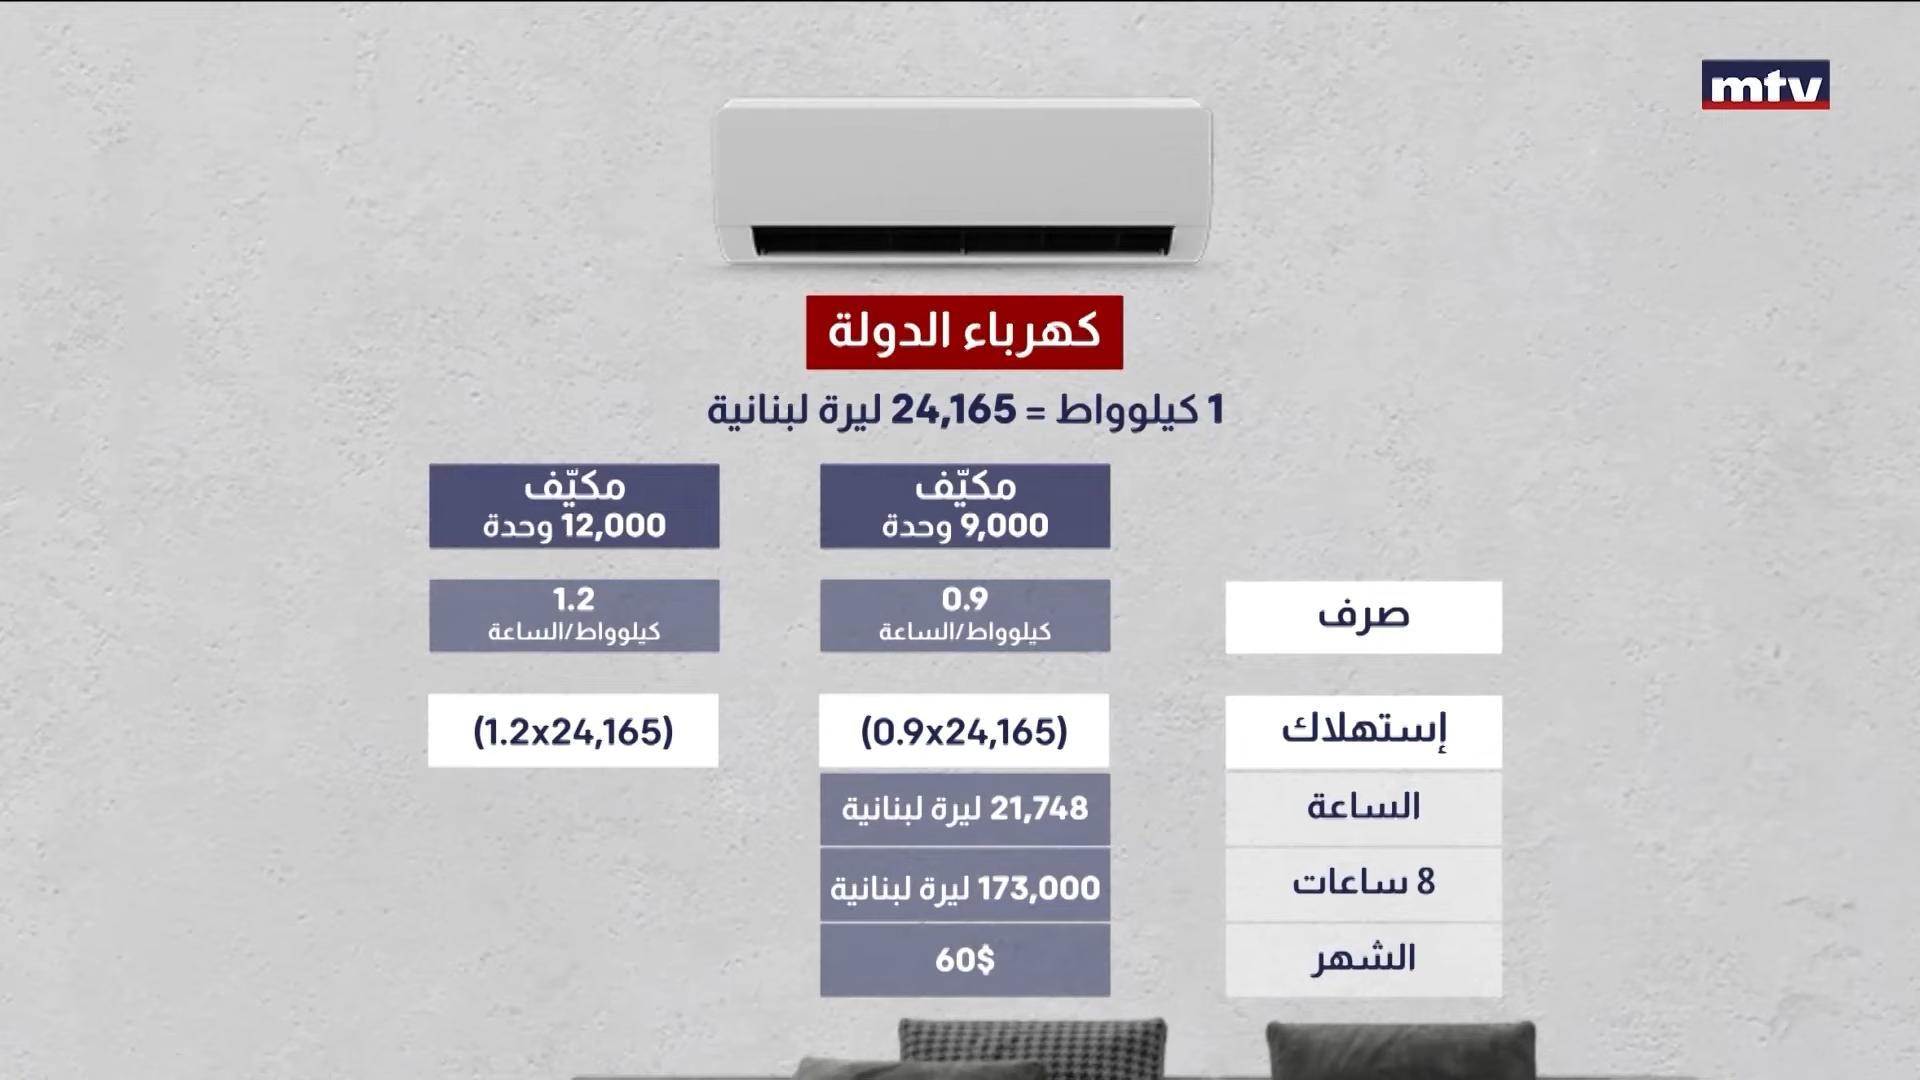 mtv
كهرباء الدولة
1 كيلوواط = 24,165 ليرة لبنانية
مكيّف
9,000 وحدة
مكيّف
12,000 وحدة
صرف
0.9
كيلوواط/الساعة
1.2
كيلوواط/الساعة
إستهلاك
(0.9x24,165)
(1.2x24,165)
الساعة
21,748 ليرة لبنانية
8 ساعات
173,000 ليرة لبنانية
الشهر
60$